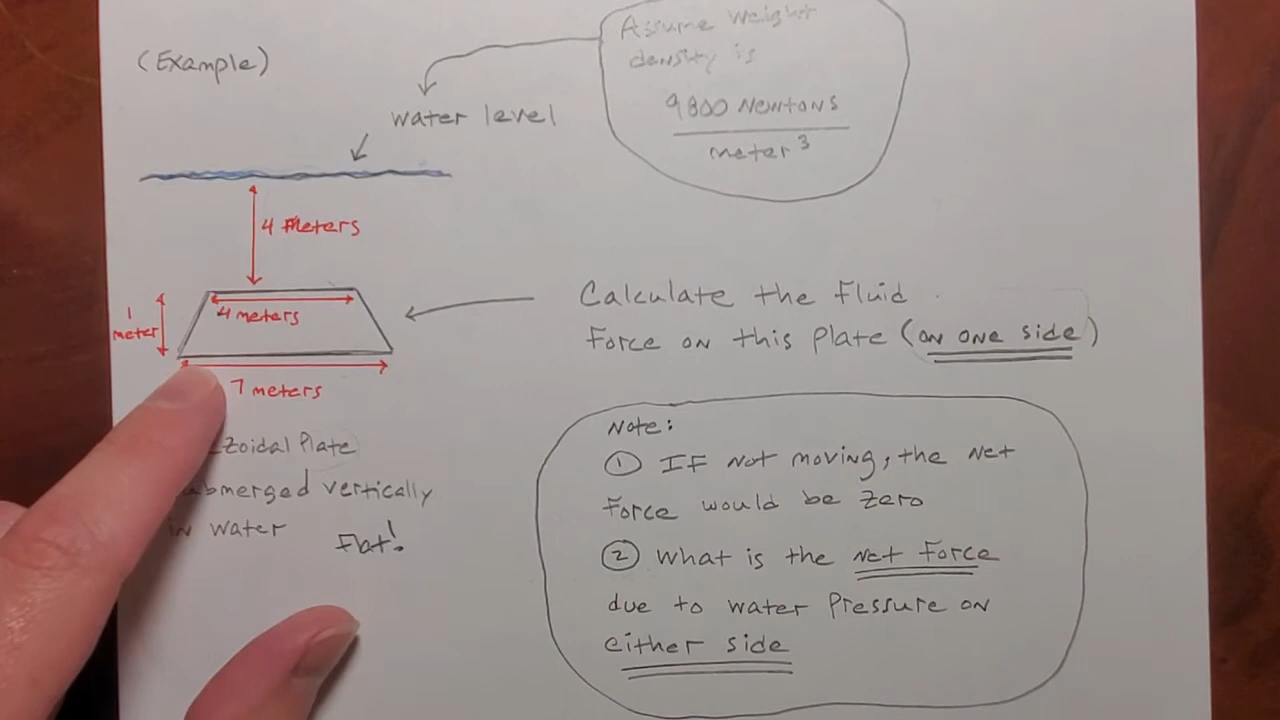 (Example)
Assume weight
density is
9800 Newtons
meter³
water level
4 meters
1
meter
4 meters
7 meters
Calculate the fluid
Force on this plate (on one side)
zoidal Plate
ubmerged vertically
in water
Flat!
Note:
① IF Not moving, the net
Force would be zero
② What is the net Force
due to water Pressure on
either side